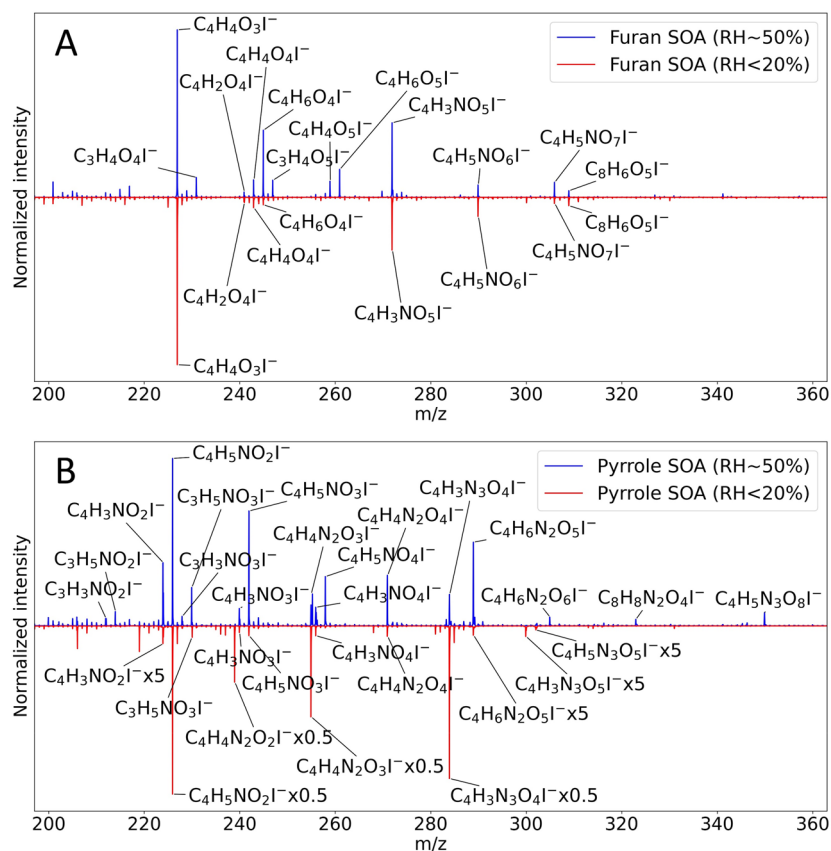 A
C₄H₄O₃I⁻
Furan SOA (RH~50%)
Furan SOA (RH<20%)
C₄H₄O₄I⁻
C₄H₂O₄I⁻
C₄H₆O₅I⁻
C₄H₆O₄I⁻
C₄H₃NO₅I⁻
C₄H₄O₅I⁻
C₄H₅NO₇I⁻
C₃H₄O₄I⁻
C₃H₄O₅I⁻
C₄H₅NO₆I⁻
C₈H₆O₅I⁻
Normalized intensity
C₄H₆O₄I⁻
C₈H₆O₅I⁻
C₄H₄O₄I⁻
C₄H₅NO₇I⁻
C₄H₅NO₆I⁻
C₄H₂O₄I⁻
C₄H₃NO₅I⁻
C₄H₄O₃I⁻
200 220 240 260 280 300 320 340 360
m/z
B
C₄H₅NO₂I⁻
Pyrrole SOA (RH~50%)
Pyrrole SOA (RH<20%)
C₃H₅NO₃I⁻
C₄H₅NO₃I⁻
C₄H₃N₃O₄I⁻
C₄H₃NO₂I⁻
C₄H₄N₂O₄I⁻
C₄H₆N₂O₅I⁻
C₄H₄N₂O₃I⁻
C₃H₅NO₂I⁻
C₃H₃NO₃I⁻
C₄H₅NO₄I⁻
C₃H₃NO₂I⁻
C₄H₃NO₃I⁻
C₄H₃NO₄I⁻
C₄H₆N₂O₆I⁻
C₈H₈N₂O₄I⁻
C₄H₅N₃O₈I⁻
Normalized intensity
C₄H₃NO₂I⁻x5
C₄H₃NO₃I⁻
C₄H₃NO₄I⁻
C₄H₅N₃O₅I⁻x5
C₄H₅NO₃I⁻
C₄H₄N₂O₄I⁻
C₄H₃N₃O₅I⁻x5
C₃H₅NO₃I⁻
C₄H₆N₂O₅I⁻x5
C₄H₄N₂O₂I⁻x0.5
C₄H₄N₂O₃I⁻x0.5
C₄H₅NO₂I⁻x0.5
C₄H₃N₃O₄I⁻x0.5
200 220 240 260 280 300 320 340 360
m/z